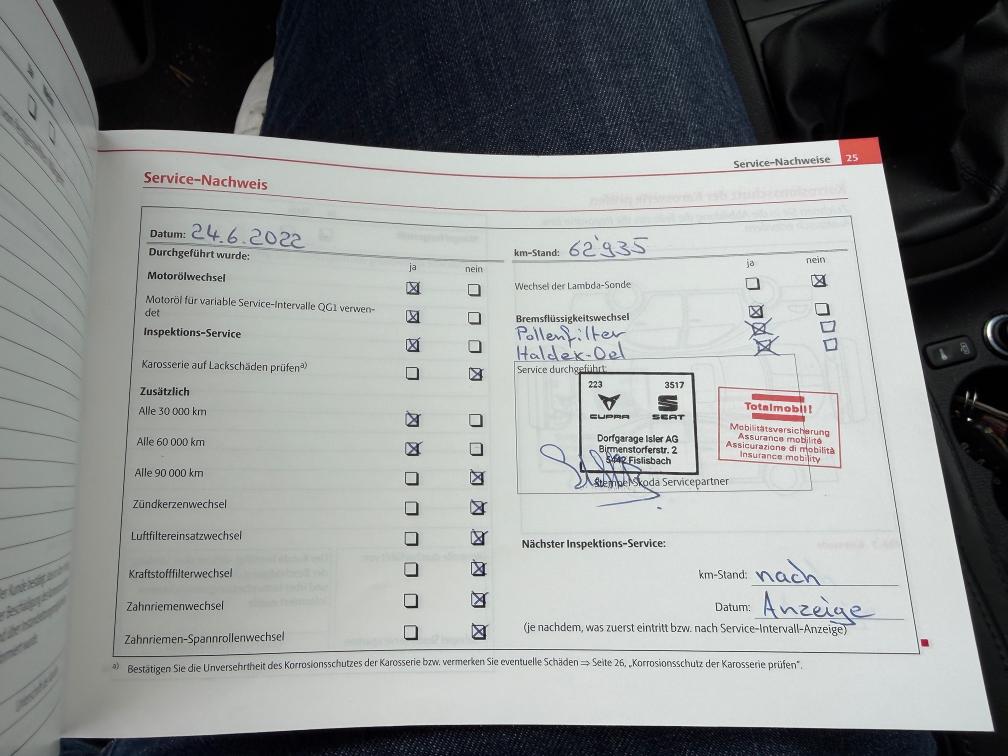 Service-Nachweise 25
Service-Nachweis
Datum: 24.6.2022
Durchgeführt wurde:
ja nein
Motorölwechsel
Motoröl für variable Service-Intervalle QG1 verwen-
det
Inspektions-Service
Karosserie auf Lackschäden prüfen a)
Zusätzlich
Alle 30 000 km
Alle 60 000 km
Alle 90 000 km
Zündkerzenwechsel
Luftfiltereinsatzwechsel
Kraftstofffilterwechsel
Zahnriemenwechsel
Zahnriemen-Spannrollenwechsel
km-Stand: 62'935
ja nein
Wechsel der Lambda-Sonde
Bremsflüssigkeitswechsel
Pollenfilter
Haldex-Oel
Service durchgeführt:
223 3517
CUPRA SEAT
Dorfgarage Isler AG
Birmenstorferstr. 2
5442 Fislisbach
Stempel Skoda Servicepartner
Totalmobil!
Mobilitätsversicherung
Assurance mobilité
Assicurazione di mobilità
Insurance mobility
Nächster Inspektions-Service:
km-Stand: nach
Datum: Anzeige
(je nachdem, was zuerst eintritt bzw. nach Service-Intervall-Anzeige)
a) Bestätigen Sie die Unversehrtheit des Korrosionsschutzes der Karosserie bzw. vermerken Sie eventuelle Schäden ⇒ Seite 26, „Korrosionsschutz der Karosserie prüfen“.